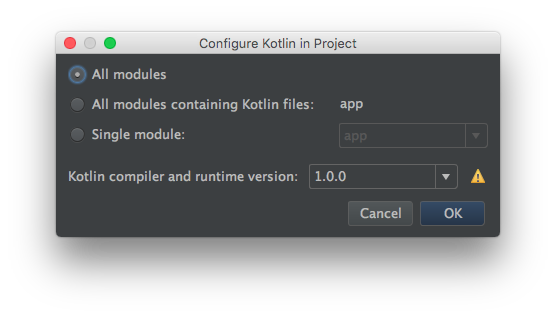 Configure Kotlin in Project
All modules
All modules containing Kotlin files: app
Single module: app
Kotlin compiler and runtime version: 1.0.0
Cancel OK